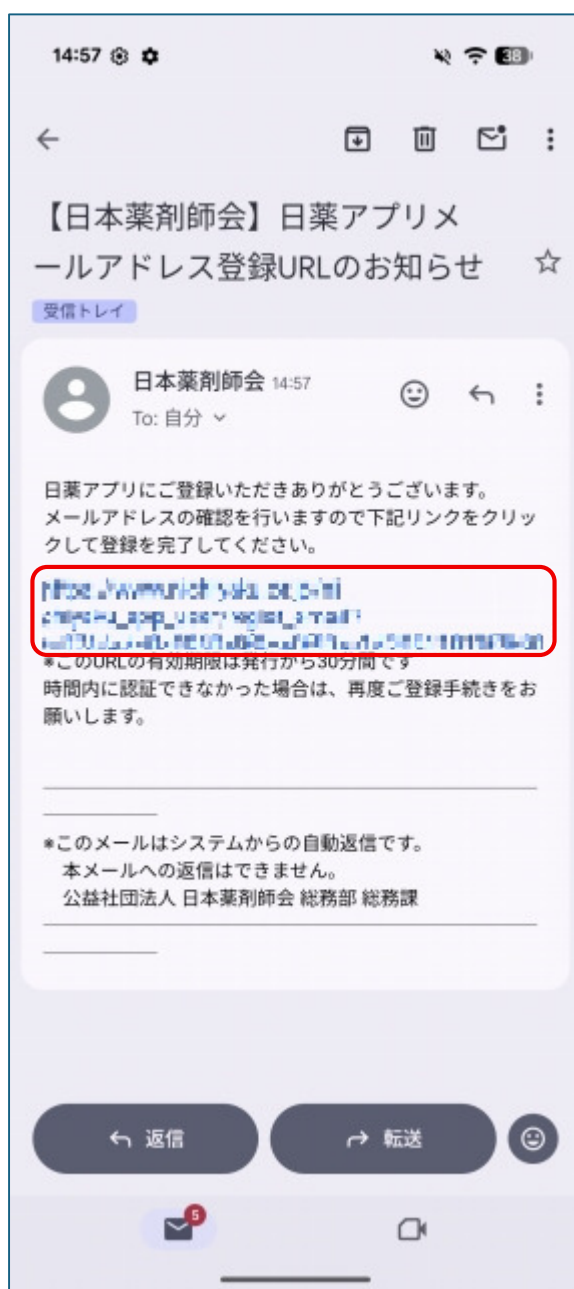 14:57
38
【日本薬剤師会】日薬アプリメ
ールアドレス登録URLのお知らせ
受信トレイ
日本薬剤師会 14:57
To: 自分
日薬アプリにご登録いただきありがとうございます。
メールアドレスの確認を行いますので下記リンクをクリッ
クして登録を完了してください。
*このURLの有効期限は発行から30分間です
時間内に認証できなかった場合は、再度ご登録手続きをお
願いします。
*このメールはシステムからの自動返信です。
本メールへの返信はできません。
公益社団法人 日本薬剤師会 総務部 総務課
返信
転送
5